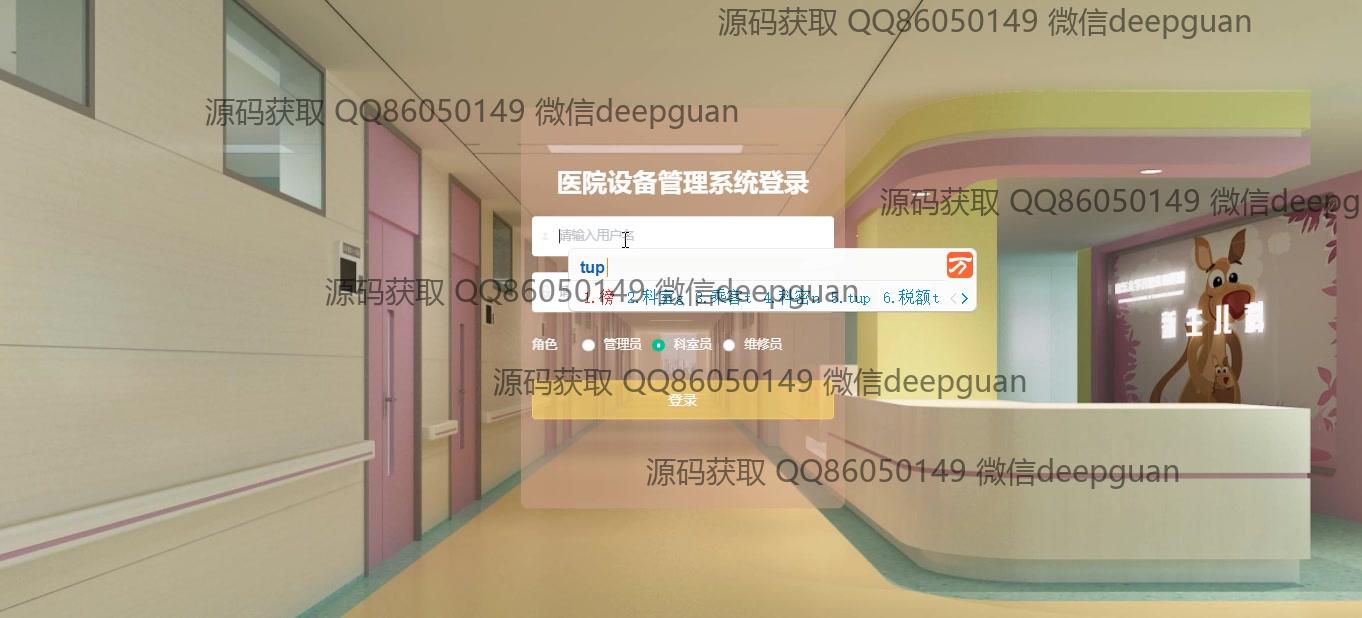 源码获取 QQ86050149 微信deepguan
源码获取 QQ86050149 微信deepguan
医院设备管理系统登录
源码获取 QQ86050149 微信deepg
请输入用户名
tup
源码获取 QQ86050149 微信deepguan
1.榜 2.科室g 3.乘客t 4.科密n 5.tup 6.税额t
新生儿科
角色 管理员 科室员 维修员
源码获取 QQ86050149 微信deepguan
登录
源码获取 QQ86050149 微信deepguan